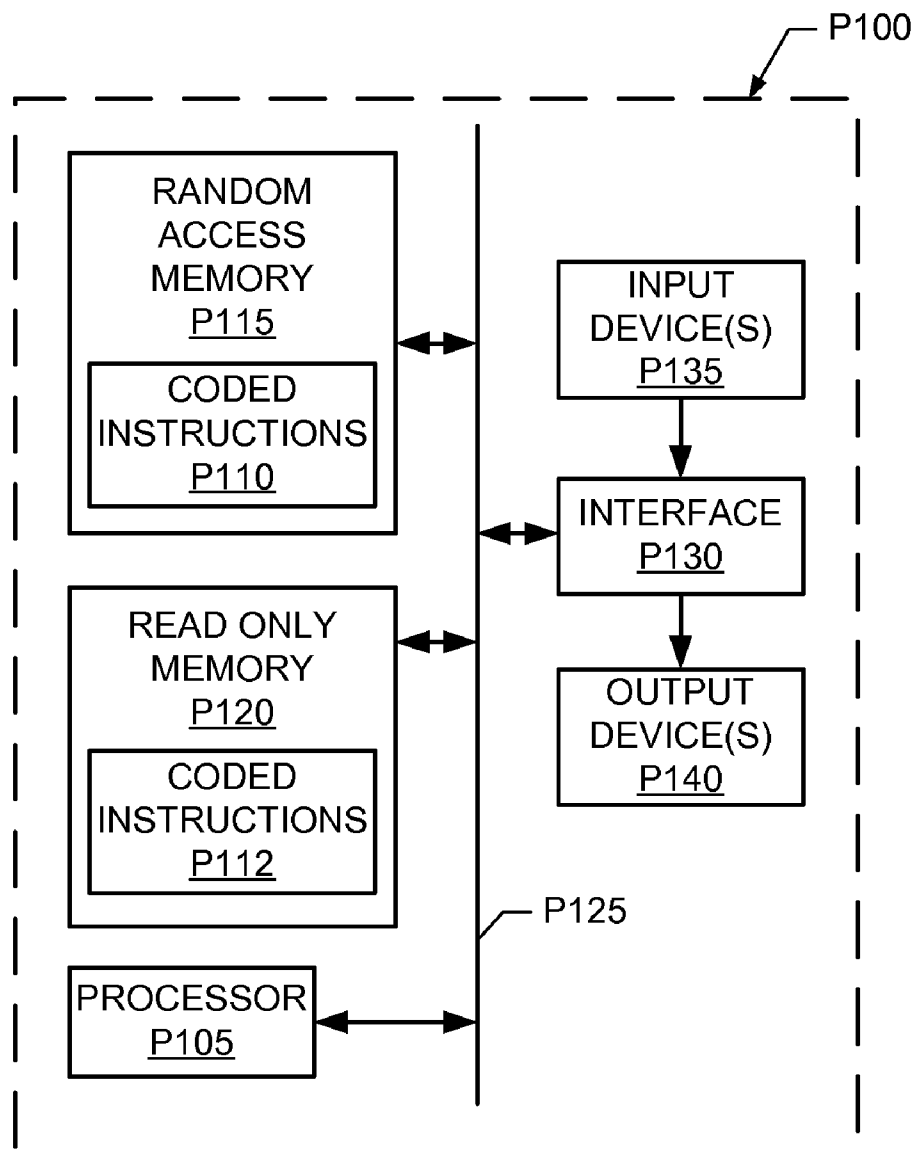 P100
RANDOM
ACCESS
MEMORY
P115
CODED
INSTRUCTIONS
P110
READ ONLY
MEMORY
P120
CODED
INSTRUCTIONS
P112
PROCESSOR
P105
INPUT
DEVICE(S)
P135
INTERFACE
P130
OUTPUT
DEVICE(S)
P140
P125